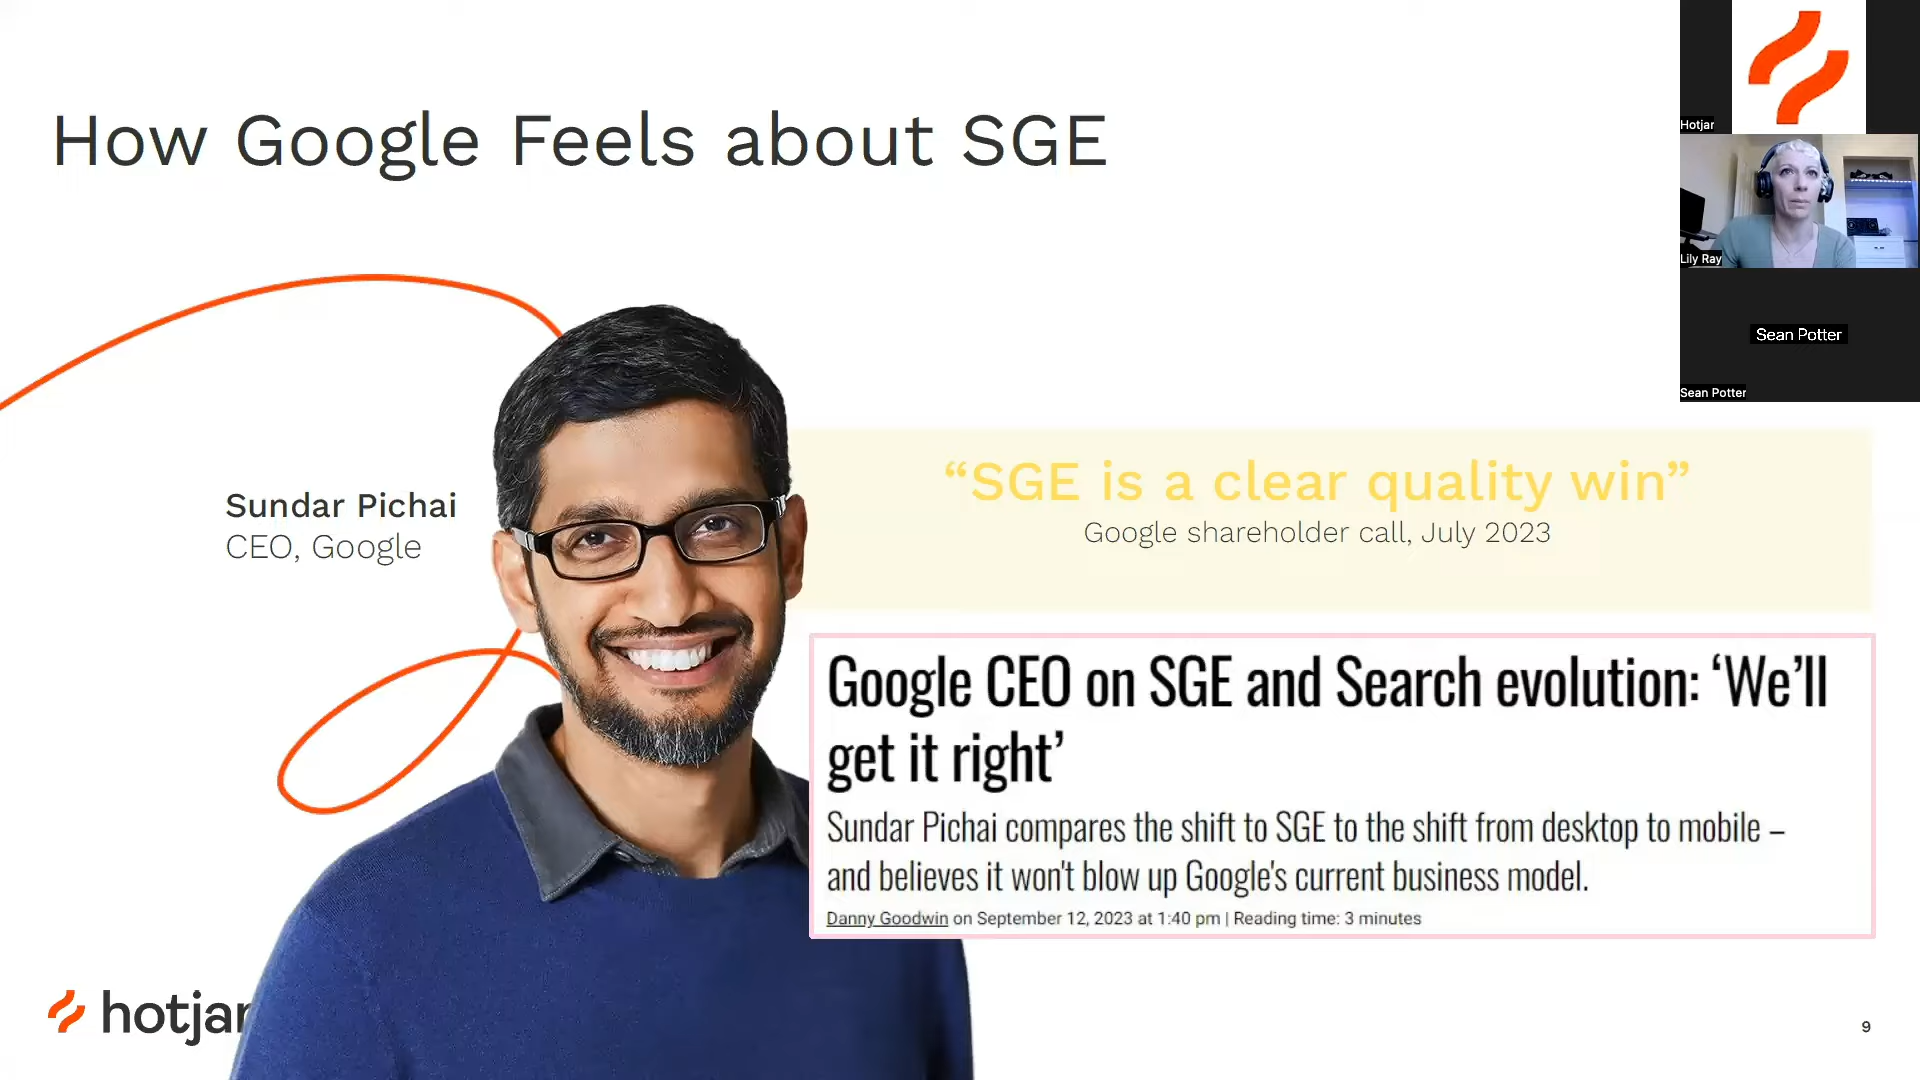 How Google Feels about SGE
Hotjar
Lily Ray
Sean Potter
Sean Potter
Sundar Pichai
CEO, Google
“SGE is a clear quality win”
Google shareholder call, July 2023
Google CEO on SGE and Search evolution: ‘We’ll
get it right’
Sundar Pichai compares the shift to SGE to the shift from desktop to mobile –
and believes it won't blow up Google's current business model.
Danny Goodwin on September 12, 2023 at 1:40 pm | Reading time: 3 minutes
hotjar
9